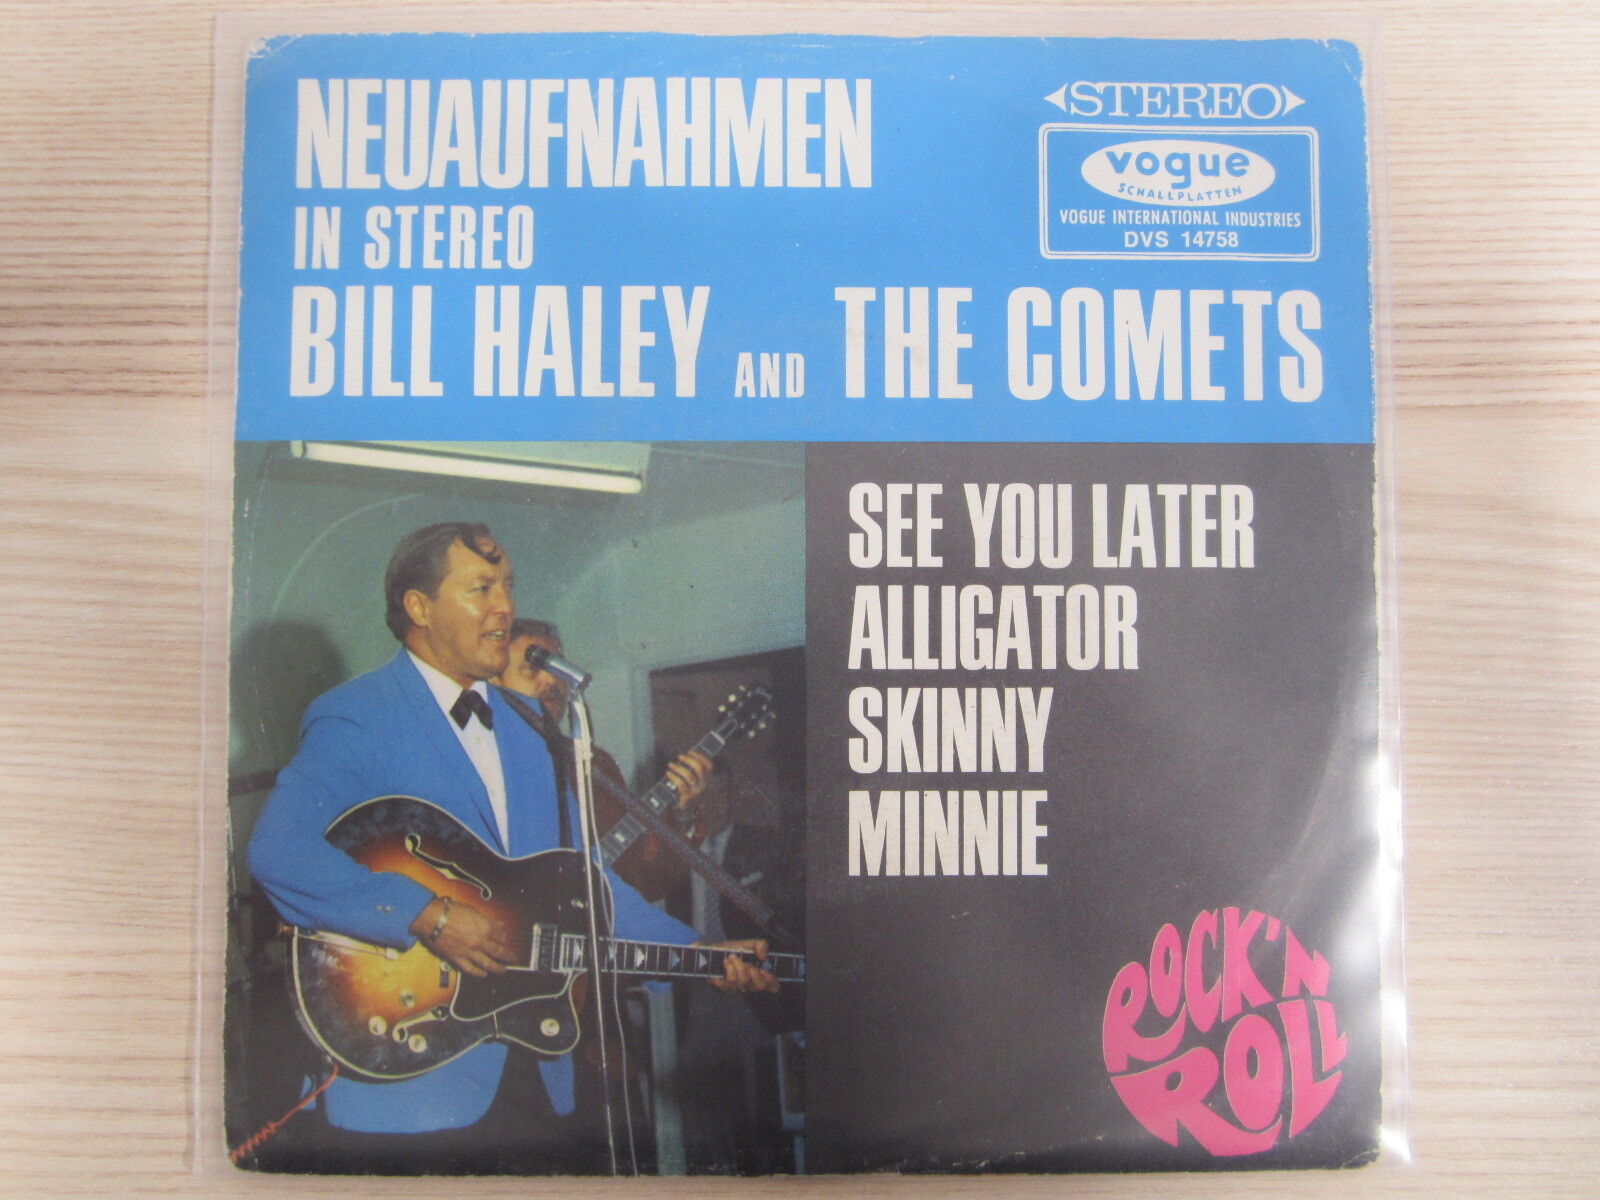 NEUAUFNAHMEN
IN STEREO
BILL HALEY AND THE COMETS
STEREO
vogue
SCHALLPLATTEN
VOGUE INTERNATIONAL INDUSTRIES
DVS 14758
SEE YOU LATER
ALLIGATOR
SKINNY
MINNIE
ROCK'N
ROLL